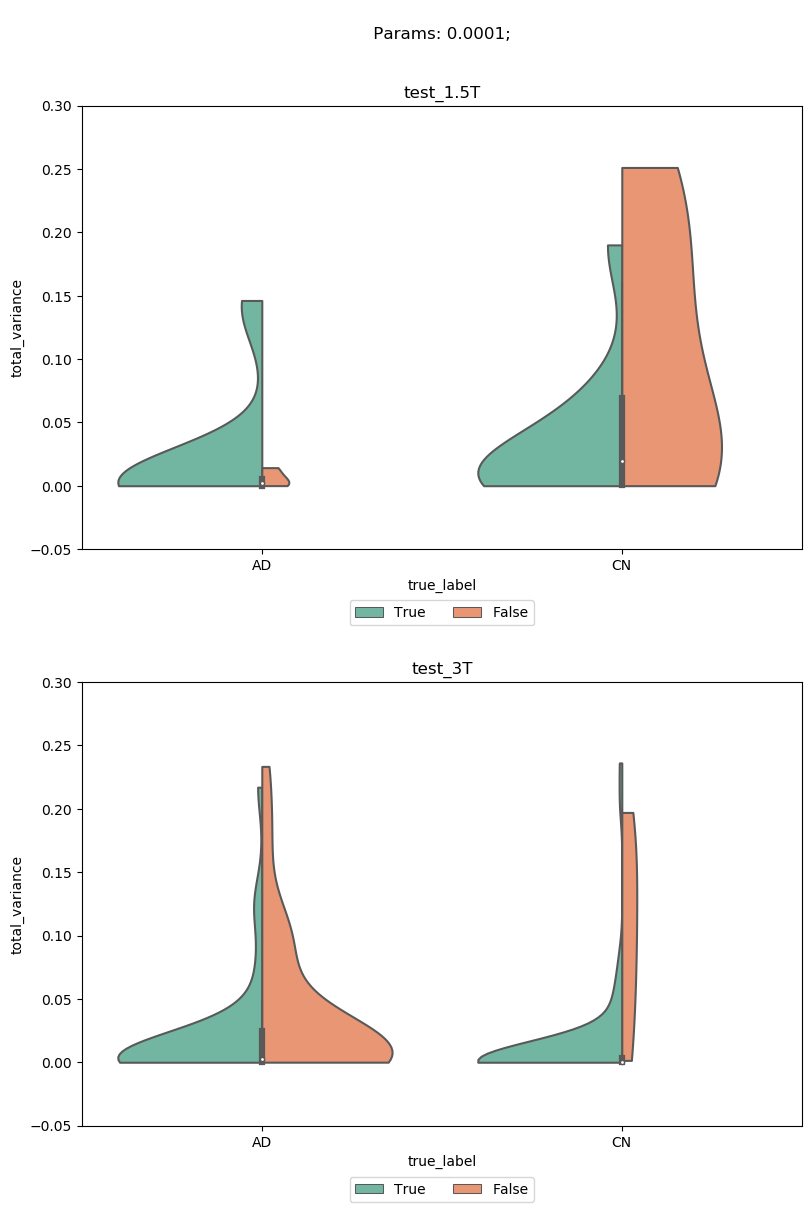 Params: 0.0001;
test_1.5T
0.30
0.25
0.20
0.15
0.10
0.05
0.00
−0.05
total_variance
AD CN
true_label
True False
test_3T
0.30
0.25
0.20
0.15
0.10
0.05
0.00
−0.05
total_variance
AD CN
true_label
True False